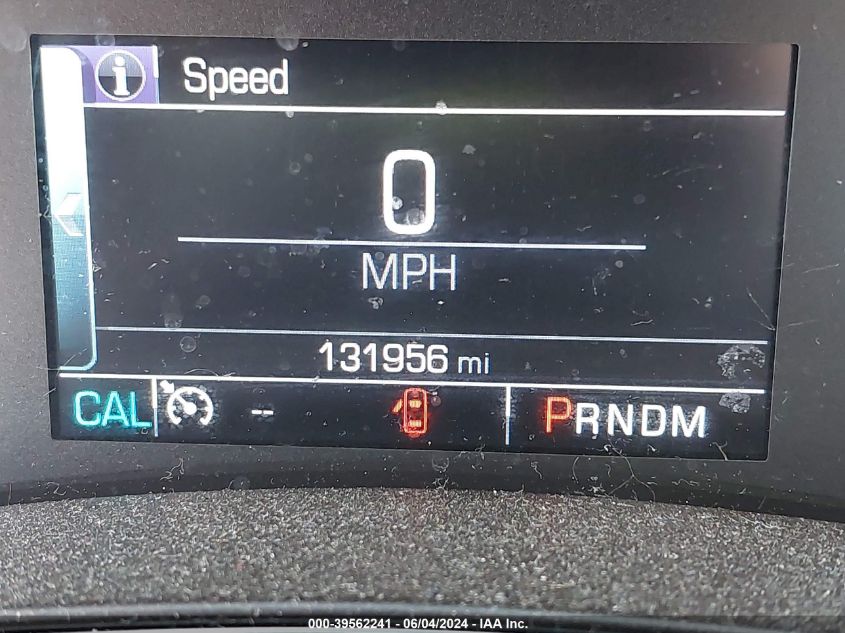 i Speed
0
MPH
131956 mi
CAL -- PRNDM
000-39562241 - 06/04/2024 - IAA Inc.